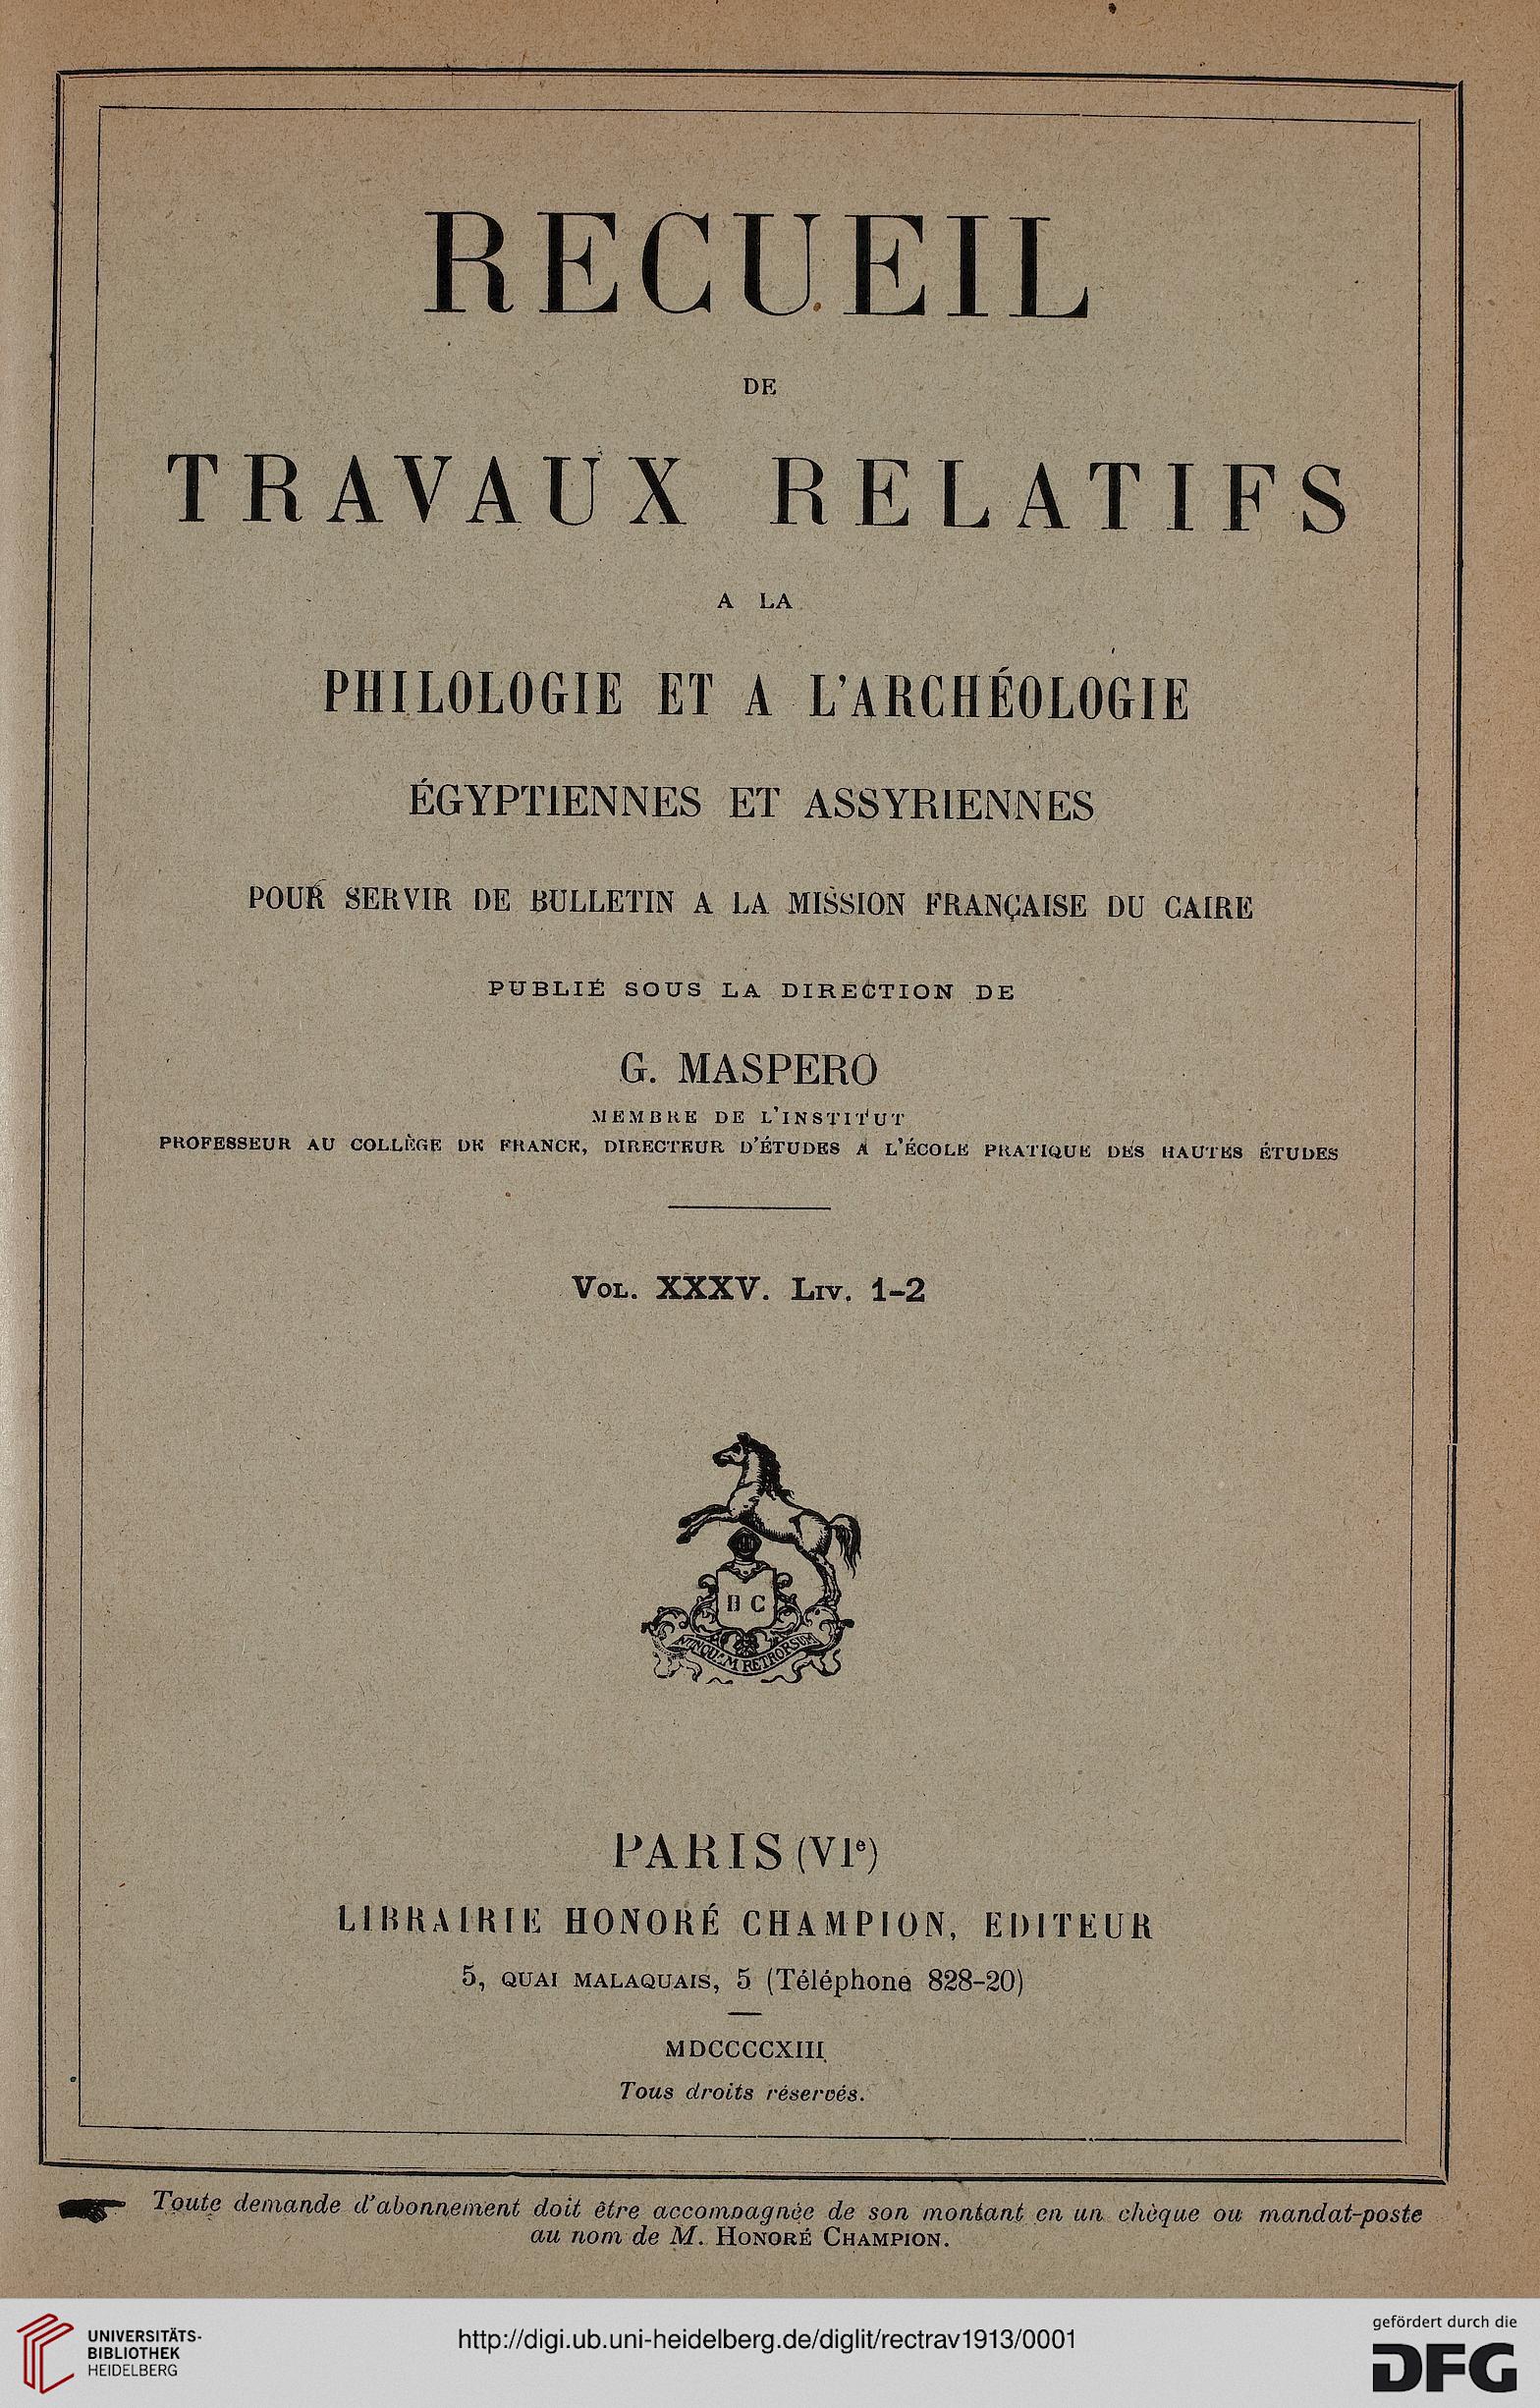 RECUEIL
DE
TRAVAUX RELATIFS
A LA
PHILOLOGIE ET A L'ARCHÉOLOGIE
ÉGYPTIENNES ET ASSYRIENNES
POUR SERVIR DE BULLETIN A LA MISSION FRANÇAISE DU CAIRE
PUBLIÉ SOUS LA DIRECTION DE
G. MASPERO
MEMBRE DE L'INSTITUT
PROFESSEUR AU COLLÈGE DE FRANCE, DIRECTEUR D'ÉTUDES A L'ÉCOLE PRATIQUE DES HAUTES ÉTUDES
VOL. XXXV. LIV. 1-2
H C
NUNQUAM RETRORSUM
PARIS (VIe)
LIBRAIRIE HONORÉ CHAMPION, EDITEUR
5, QUAI MALAQUAIS, 5 (Téléphone 828-20)
MDCCCCXIII
Tous droits réservés.
Toute demande d'abonnement doit être accompagnée de son montant en un chèque ou mandat-poste
au nom de M. HONORÉ CHAMPION.
UNIVERSITÄTS-
BIBLIOTHEK
HEIDELBERG
http://digi.ub.uni-heidelberg.de/diglit/rectrav1913/0001
gefördert durch die
DFG